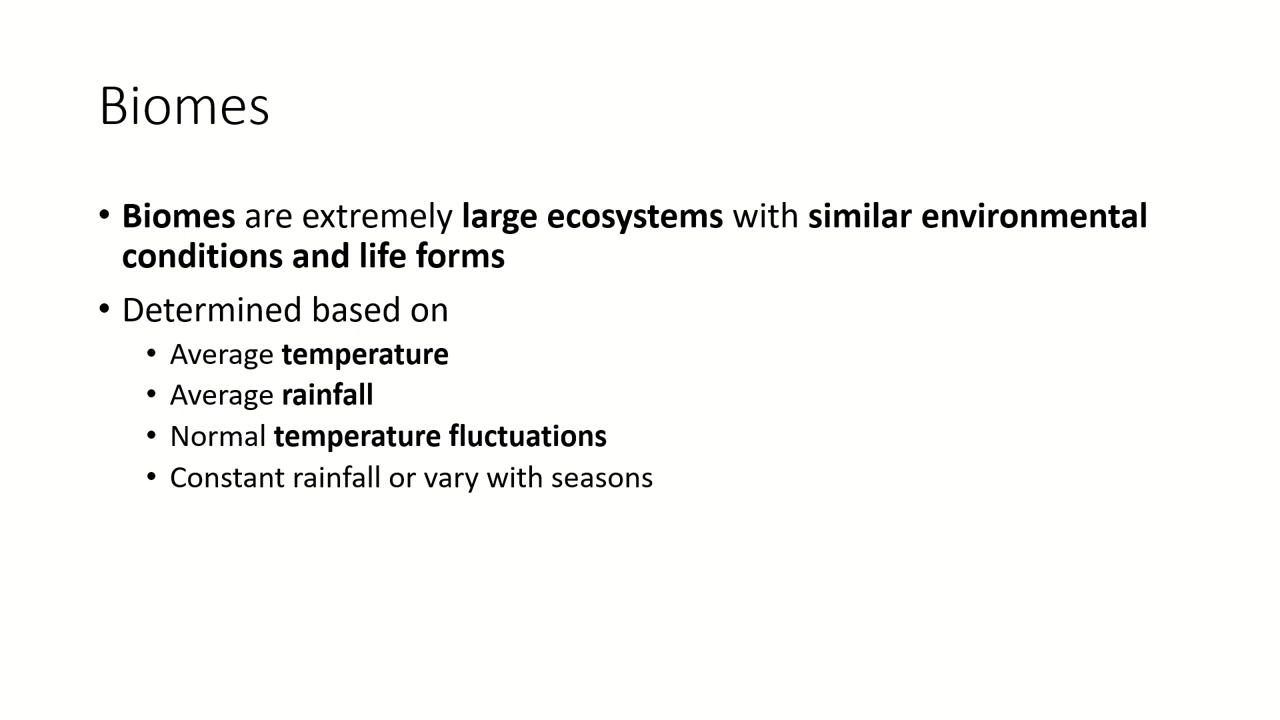 Biomes
• Biomes are extremely large ecosystems with similar environmental
conditions and life forms
• Determined based on
• Average temperature
• Average rainfall
• Normal temperature fluctuations
• Constant rainfall or vary with seasons